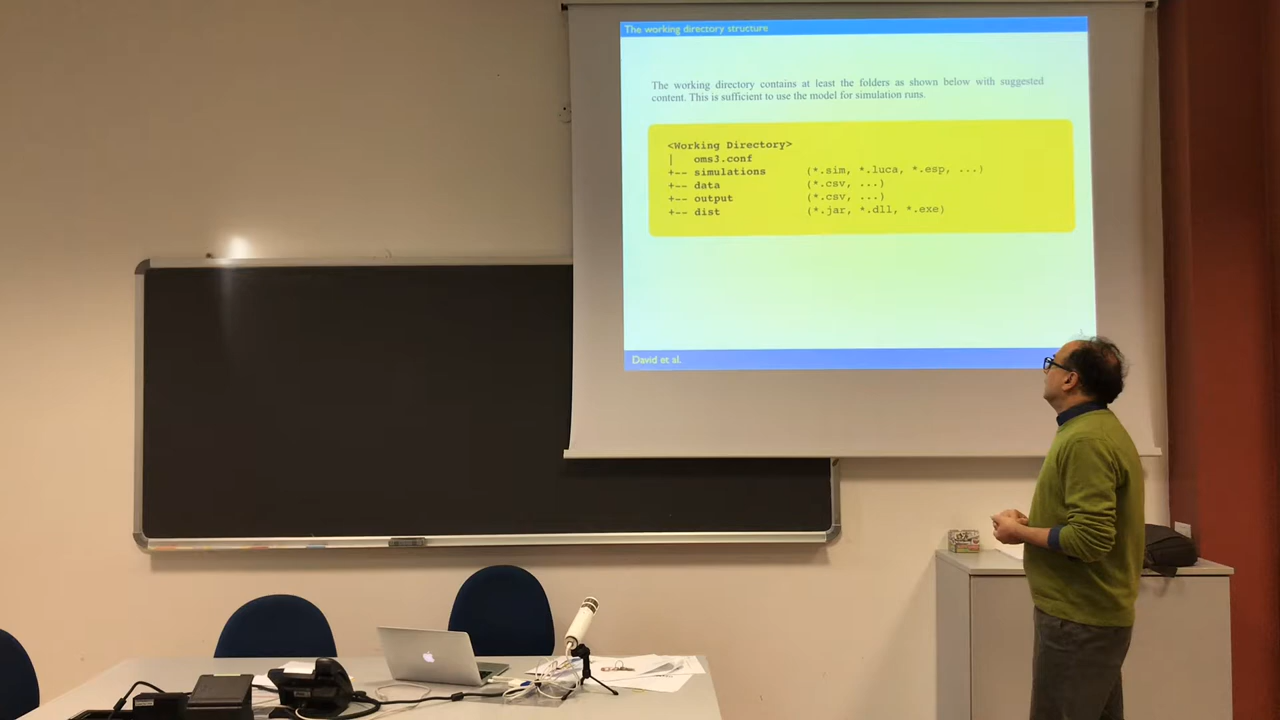 The working directory structure
The working directory contains at least the folders as shown below with suggested
content. This is sufficient to use the model for simulation runs.
<Working Directory>
|   oms3.conf
+-- simulations     (*.sim, *.luca, *.esp, ...)
+-- data            (*.csv, ...)
+-- output          (*.csv, ...)
+-- dist            (*.jar, *.dll, *.exe)
David et al.